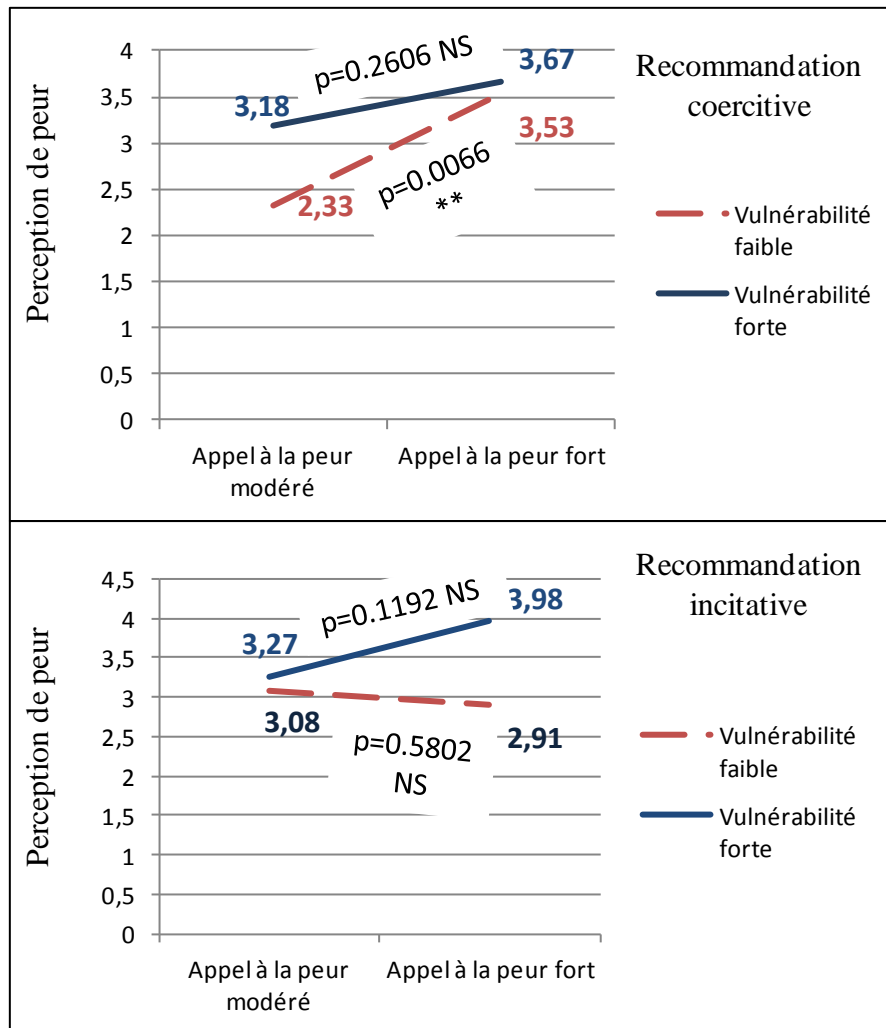 Perception de peur
4
3,5
3
2,5
2
1,5
1
0,5
0
3,18
p=0.2606 NS
3,67
3,53
2,33
p=0.0066
**
Appel à la peur
modéré
Appel à la peur fort
Recommandation
coercitive
Vulnérabilité
faible
Vulnérabilité
forte
Perception de peur
4,5
4
3,5
3
2,5
2
1,5
1
0,5
0
3,27
p=0.1192 NS
3,98
3,08
p=0.5802
NS
2,91
Appel à la peur
modéré
Appel à la peur fort
Recommandation
incitative
Vulnérabilité
faible
Vulnérabilité
forte